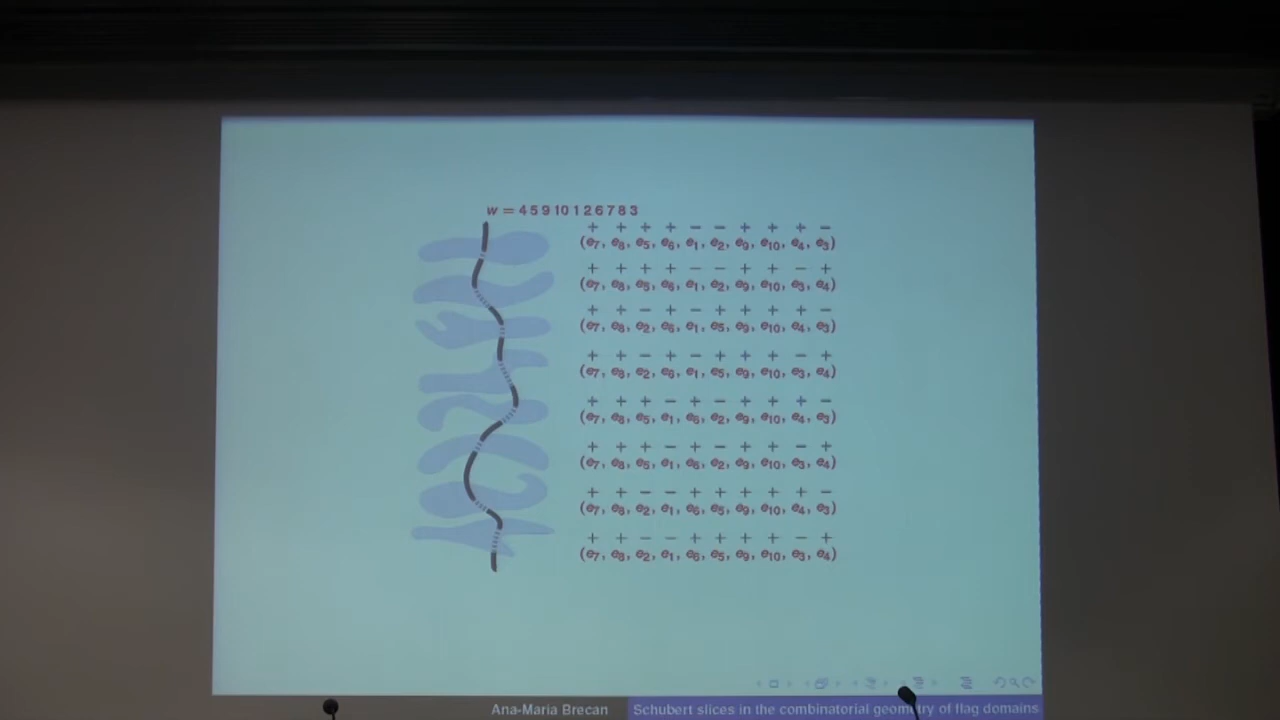 w = 4 5 9 10 1 2 6 7 8 3
+ + + + − − + + + −
(e7, e8, e5, e6, e1, e2, e9, e10, e4, e3)
+ + + + − − + + − +
(e7, e8, e5, e6, e1, e2, e9, e10, e3, e4)
+ + − + − + + + + −
(e7, e8, e2, e6, e1, e5, e9, e10, e4, e3)
+ + − + − + + + − +
(e7, e8, e2, e6, e1, e5, e9, e10, e3, e4)
+ + + − + − + + + −
(e7, e8, e5, e1, e6, e2, e9, e10, e4, e3)
+ + + − + − + + − +
(e7, e8, e5, e1, e6, e2, e9, e10, e3, e4)
+ + − − + + + + + −
(e7, e8, e2, e1, e6, e5, e9, e10, e4, e3)
+ + − − + + + + − +
(e7, e8, e2, e1, e6, e5, e9, e10, e3, e4)
Ana-Maria Brecan Schubert slices in the combinatorial geometry of flag domains